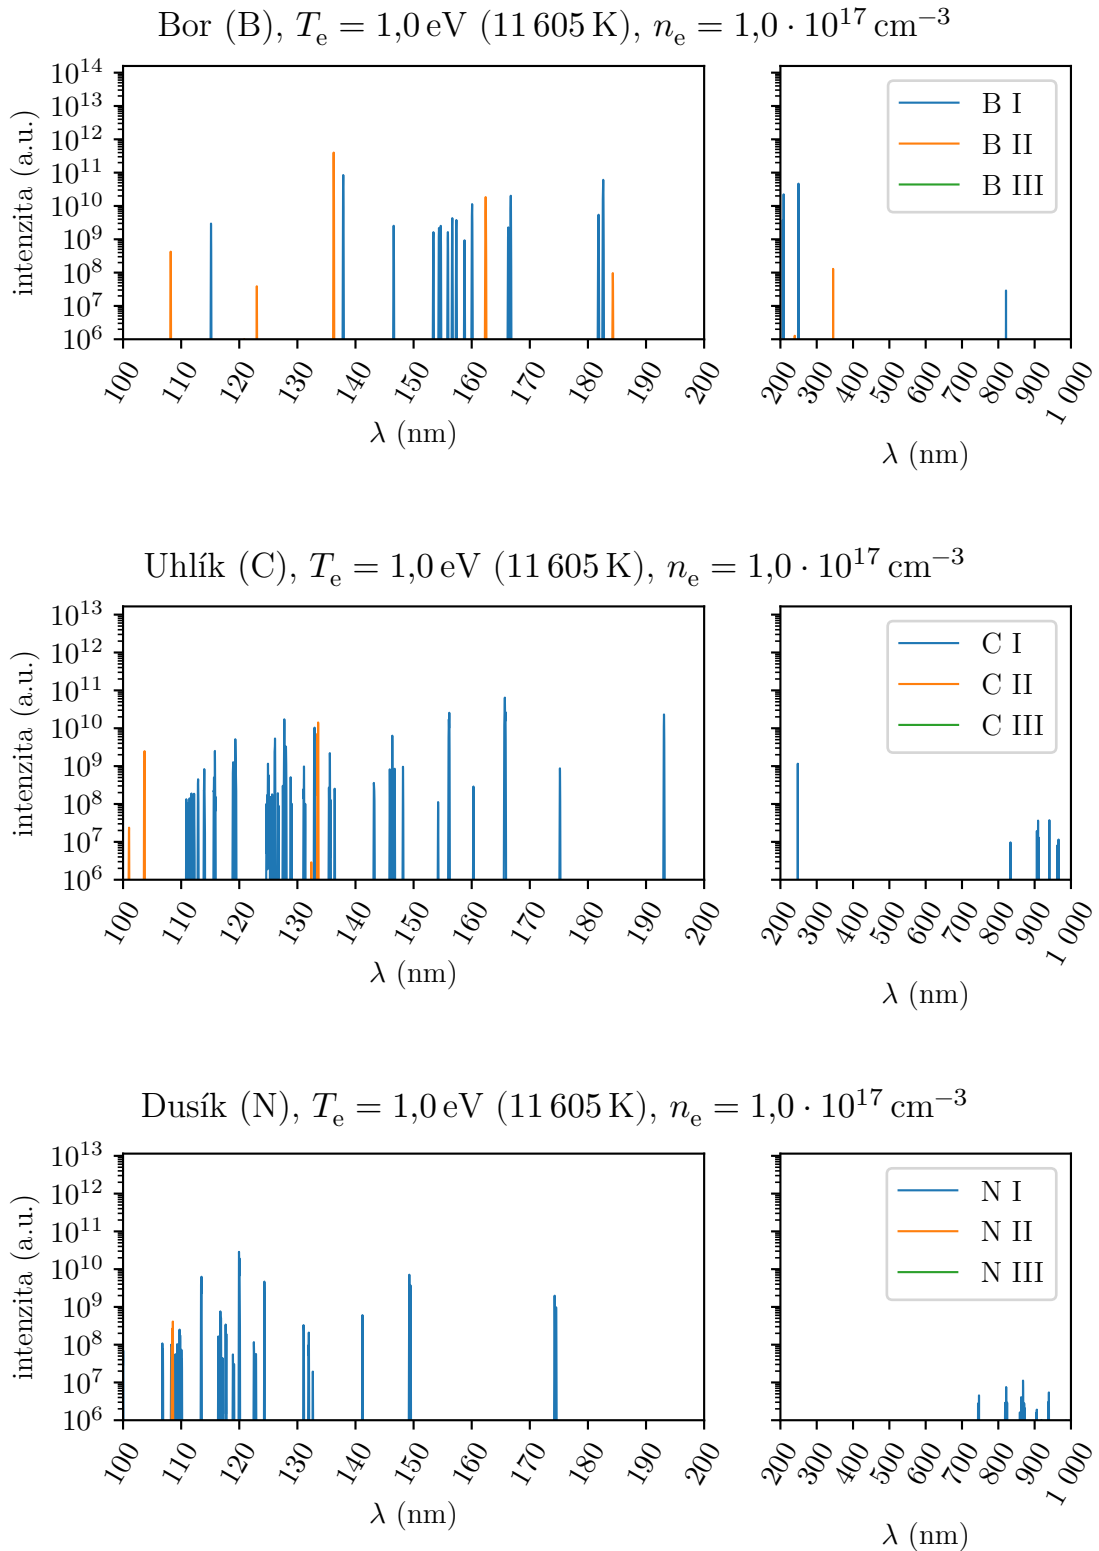 Bor (B), Tₑ = 1,0 eV (11 605 K), nₑ = 1,0 · 10¹⁷ cm⁻³
intenzita (a.u.)
10¹⁴
10¹³
10¹²
10¹¹
10¹⁰
10⁹
10⁸
10⁷
10⁶
100 110 120 130 140 150 160 170 180 190 200
λ (nm)
B I
B II
B III
200 300 400 500 600 700 800 900 1 000
λ (nm)
Uhlík (C), Tₑ = 1,0 eV (11 605 K), nₑ = 1,0 · 10¹⁷ cm⁻³
intenzita (a.u.)
10¹³
10¹²
10¹¹
10¹⁰
10⁹
10⁸
10⁷
10⁶
100 110 120 130 140 150 160 170 180 190 200
λ (nm)
C I
C II
C III
200 300 400 500 600 700 800 900 1 000
λ (nm)
Dusík (N), Tₑ = 1,0 eV (11 605 K), nₑ = 1,0 · 10¹⁷ cm⁻³
intenzita (a.u.)
10¹³
10¹²
10¹¹
10¹⁰
10⁹
10⁸
10⁷
10⁶
100 110 120 130 140 150 160 170 180 190 200
λ (nm)
N I
N II
N III
200 300 400 500 600 700 800 900 1 000
λ (nm)